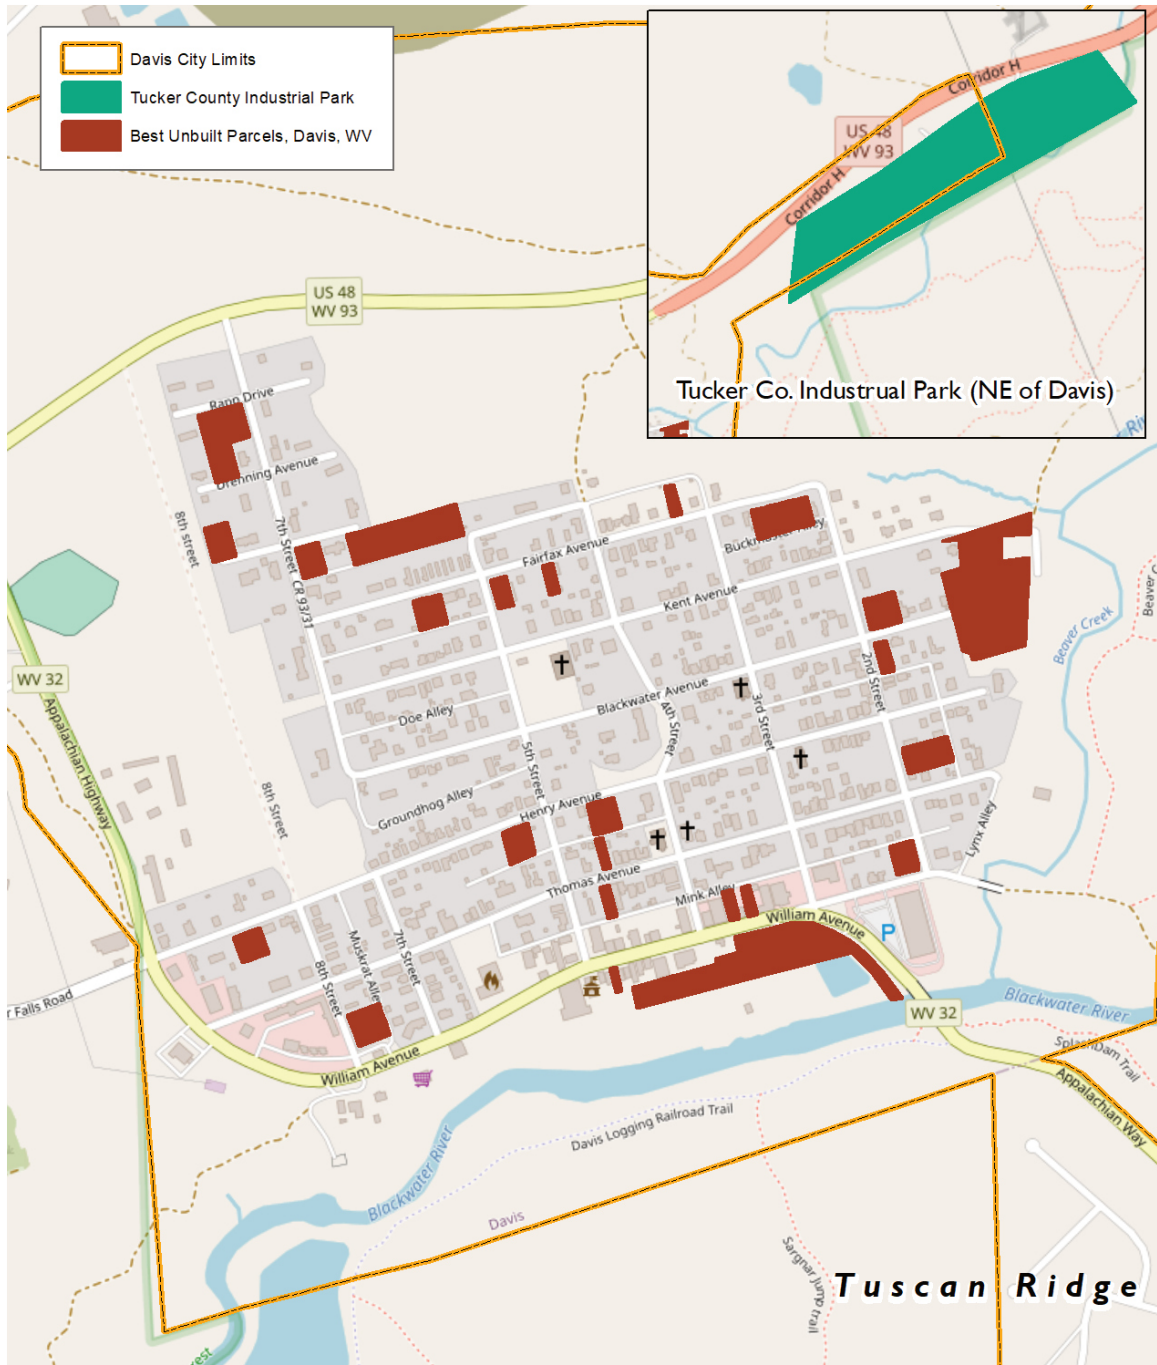 Davis City Limits
Tucker County Industrial Park
Best Unbuilt Parcels, Davis, WV
Corridor H
US 48
WV 93
Corridor H
Tucker Co. Industrual Park (NE of Davis)
US 48
WV 93
Rapp Drive
Drenning Avenue
8th street
7th Street
CR 93/31
Fairfax Avenue
Buckmaster Alley
Kent Avenue
Beaver Creek
WV 32
Appalachian Highway
Doe Alley
Blackwater Avenue
4th Street
3rd Street
2nd Street
5th Street
8th Street
Groundhog Alley
Henry Avenue
Lynx Alley
Thomas Avenue
Mink Alley
William Avenue
P
Muskrat Alley
7th Street
8th Street
r Falls Road
William Avenue
WV 32
Blackwater River
SplashDam Trail
Appalachian Way
Davis Logging Railroad Trail
Blackwater River
Davis
Sargnar Jump trail
Tuscan Ridge
rest